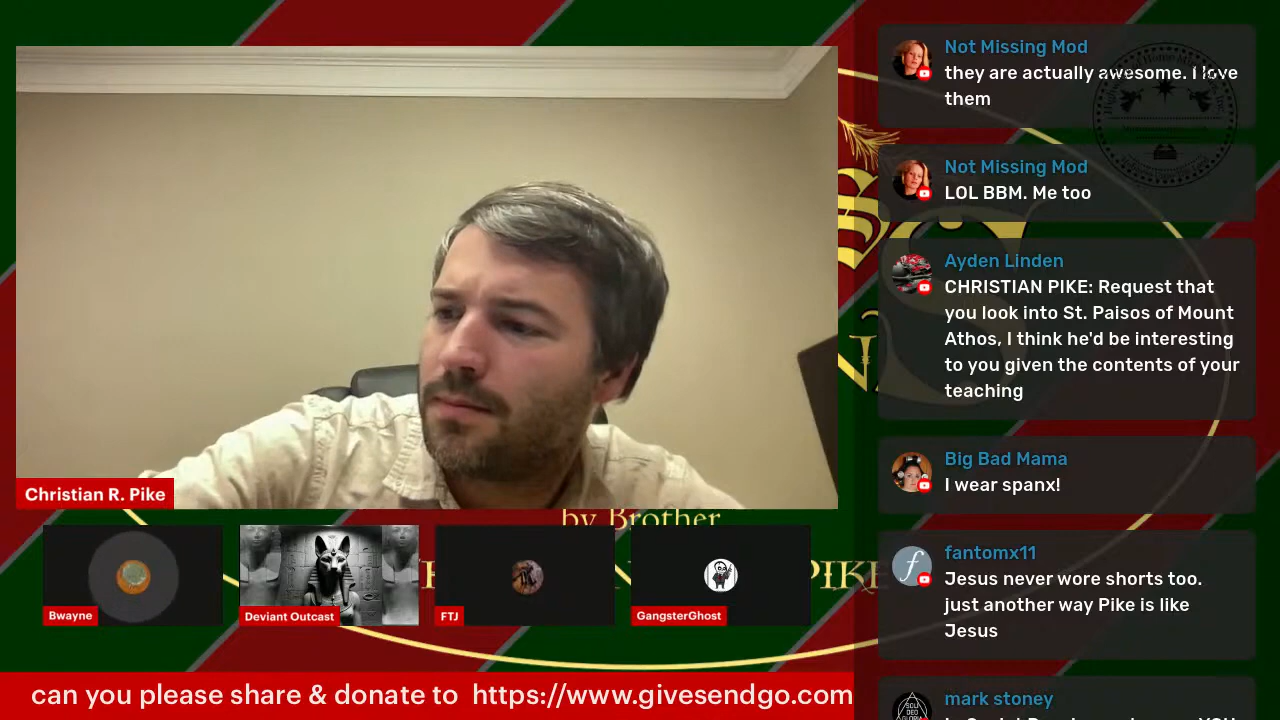 Not Missing Mod
they are actually awesome. I love
them
Not Missing Mod
LOL BBM. Me too
Ayden Linden
CHRISTIAN PIKE: Request that
you look into St. Paisos of Mount
Athos, I think he'd be interesting
to you given the contents of your
teaching
Big Bad Mama
I wear spanx!
fantomx11
Jesus never wore shorts too.
just another way Pike is like
Jesus
mark stoney
Christian R. Pike
by Brother
PIKE
Bwayne
Deviant Outcast
FTJ
GangsterGhost
can you please share & donate to https://www.givesendgo.com